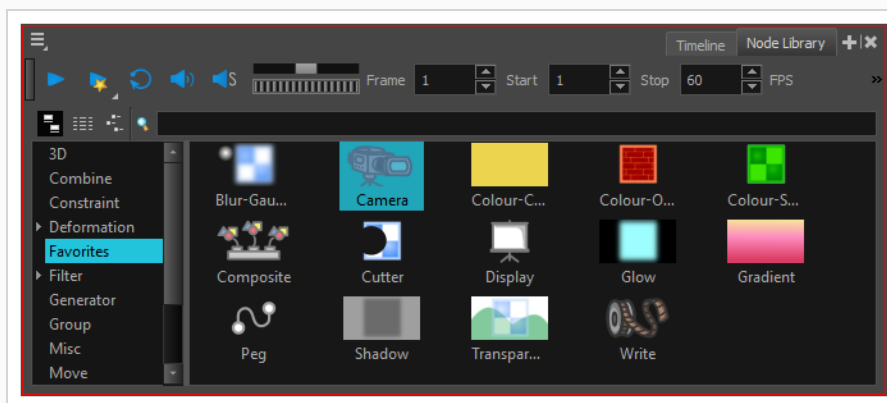 Timeline Node Library
S Frame 1 Start 1 Stop 60 FPS
3D
Combine
Constraint
Deformation
Favorites
Filter
Generator
Group
Misc
Move
Blur-Gau... Camera Colour-C... Colour-O... Colour-S...
Composite Cutter Display Glow Gradient
Peg Shadow Transpar... Write